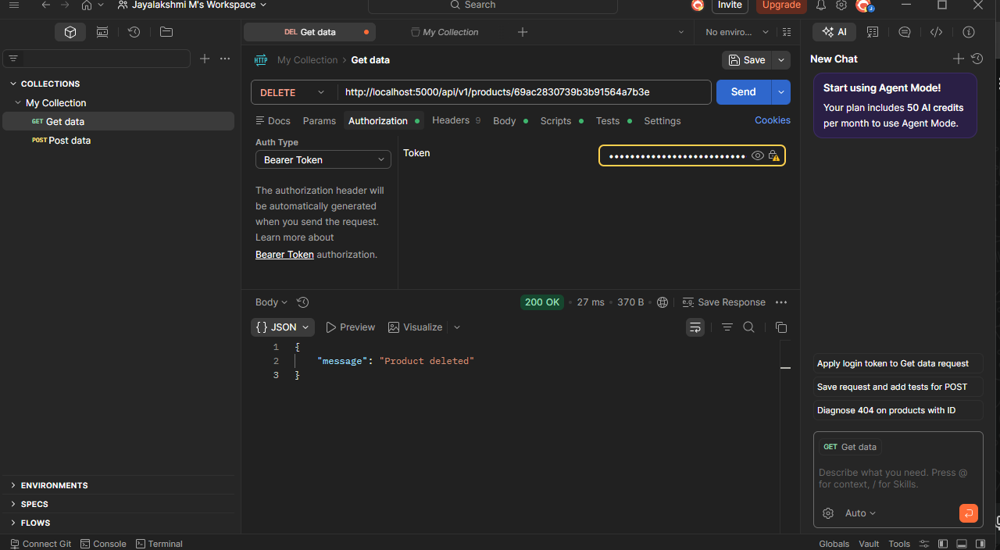 Jayalakshmi M's Workspace
Search
Invite
Upgrade
DEL Get data
My Collection
No enviro...
AI
HTTP
My Collection > Get data
Save
New Chat
COLLECTIONS
My Collection
GET Get data
POST Post data
DELETE
http://localhost:5000/api/v1/products/69ac2830739b3b91564a7b3e
Send
Docs
Params
Authorization
Headers 9
Body
Scripts
Tests
Settings
Cookies
Auth Type
Bearer Token
The authorization header will
be automatically generated
when you send the request.
Learn more about
Bearer Token authorization.
Token
Start using Agent Mode!
Your plan includes 50 AI credits
per month to use Agent Mode.
Body
200 OK
27 ms
370 B
e.g. Save Response
{} JSON
Preview
Visualize
1 {
2 "message": "Product deleted"
3 }
Apply login token to Get data request
Save request and add tests for POST
Diagnose 404 on products with ID
GET Get data
Describe what you need. Press @
for context, / for Skills.
Auto
ENVIRONMENTS
SPECS
FLOWS
Connect Git
Console
Terminal
Globals
Vault
Tools